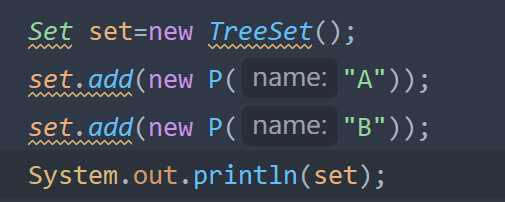 Set set=new TreeSet();
set.add(new P( name: "A"));
set.add(new P( name: "B"));
System.out.println(set);